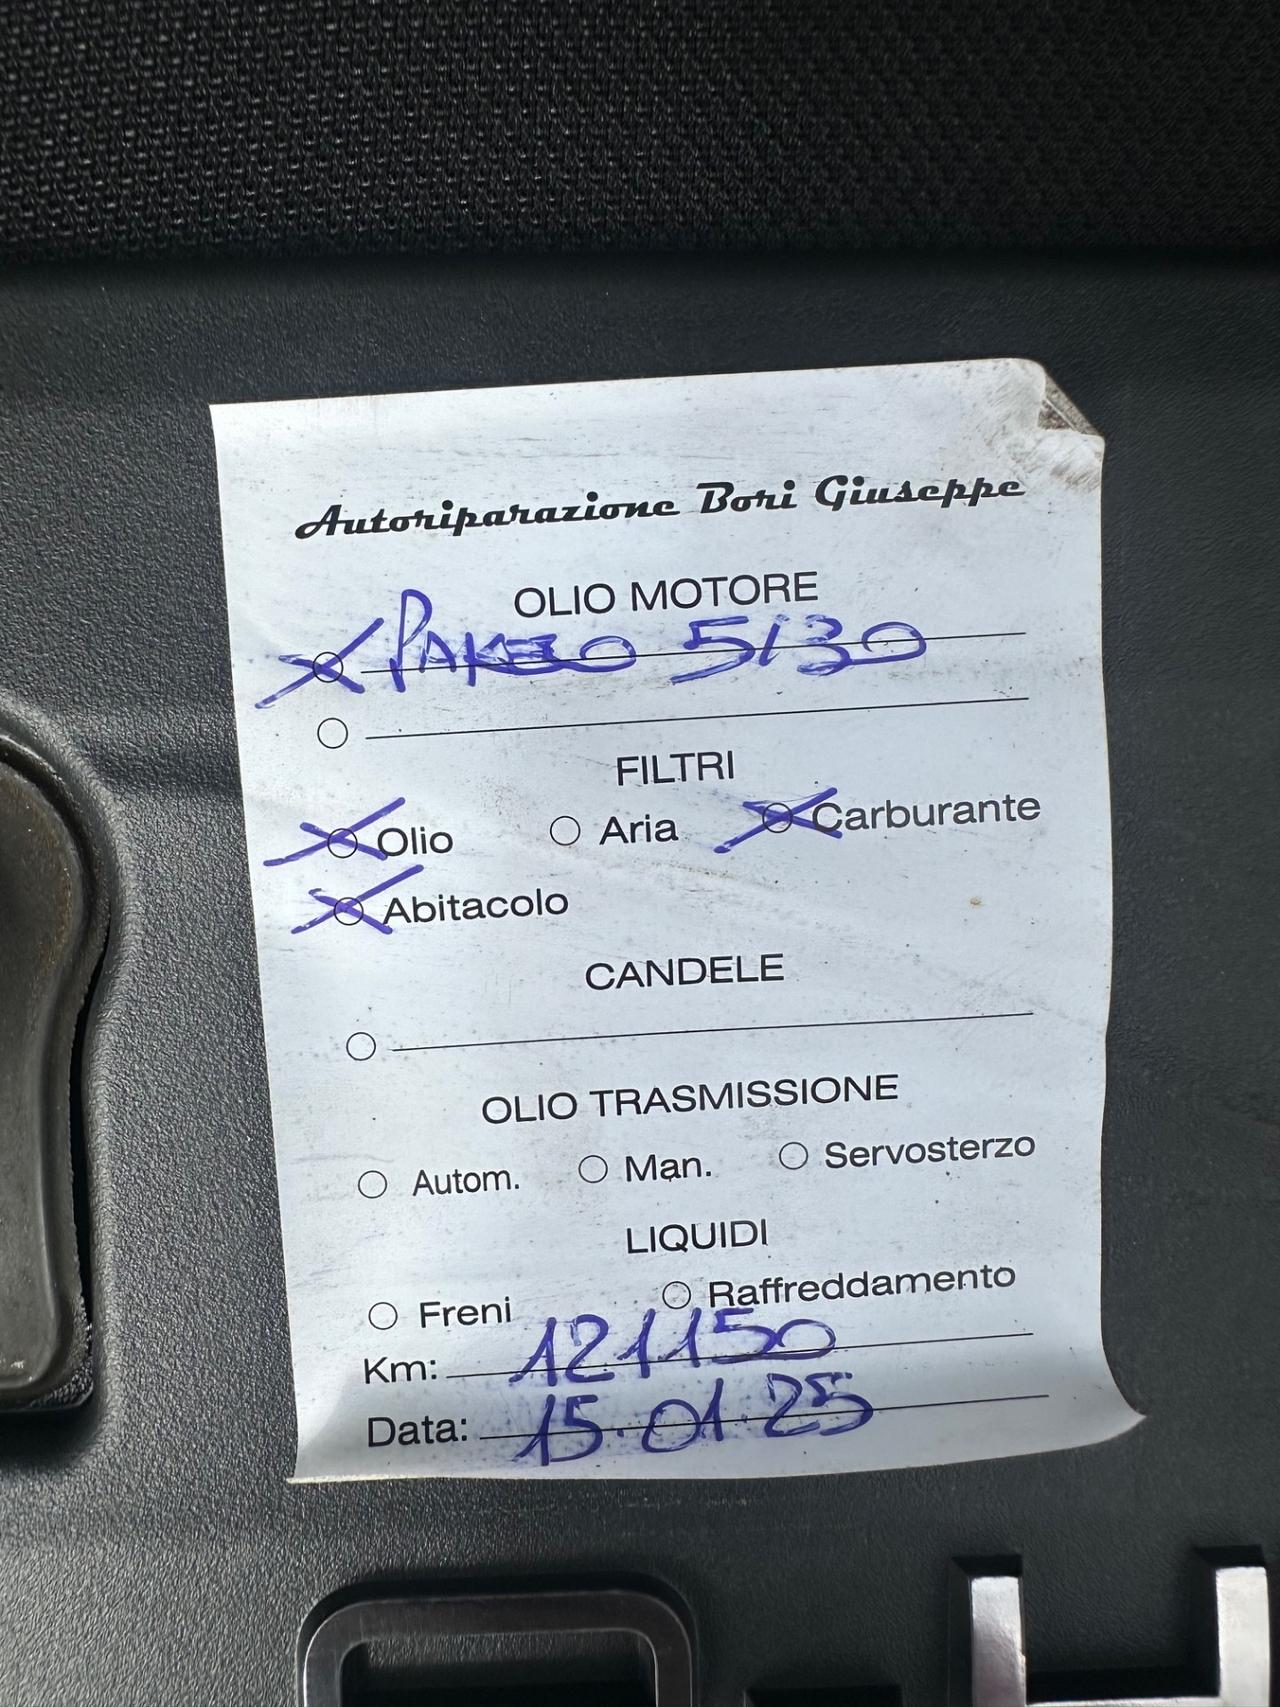 Autoriparazione Bori Giuseppe
OLIO MOTORE
X PAKELO 5/30
FILTRI
X Olio Aria X Carburante
X Abitacolo
CANDELE
OLIO TRASMISSIONE
Autom. Man. Servosterzo
LIQUIDI
Freni Raffreddamento
Km: 121150
Data: 15.01.25